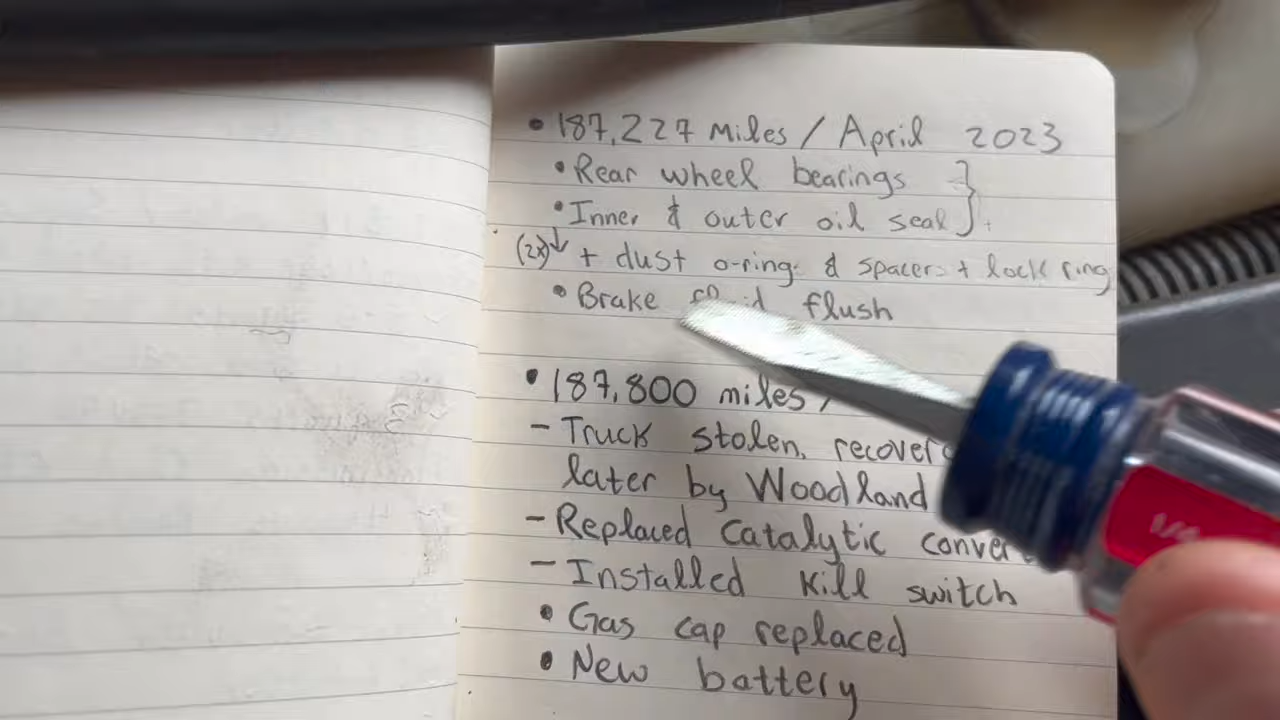 • 187,227 Miles / April 2023
• Rear wheel bearings }
• Inner & outer oil seal
(2x)↓ + dust o-rings & spacers + lock ring
• Brake fluid flush
• 187,800 miles /
- Truck stolen, recover
later by Woodland
- Replaced Catalytic conver
- Installed Kill switch
• Gas cap replaced
• New battery